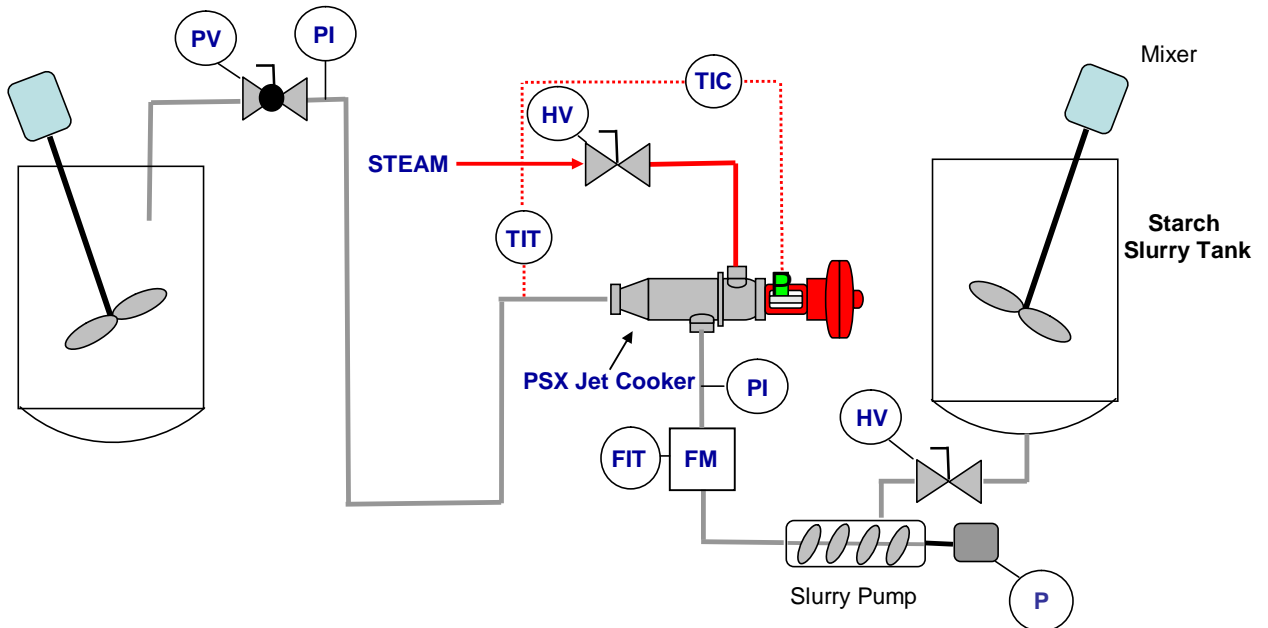 PV
PI
Mixer
TIC
HV
STEAM
Starch
Slurry Tank
TIT
PSX Jet Cooker
PI
HV
FIT
FM
Slurry Pump
P